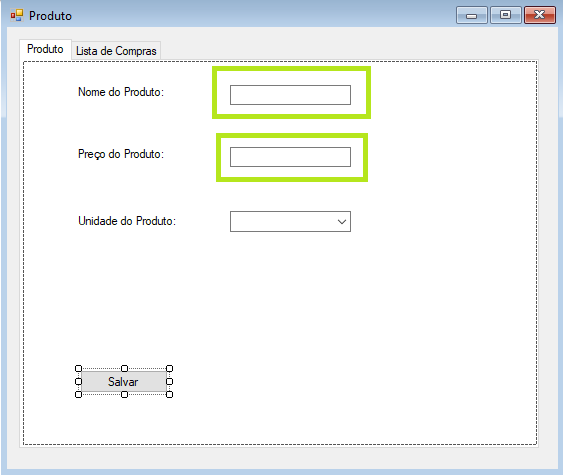 Produto
Produto
Lista de Compras
Nome do Produto:
Preço do Produto:
Unidade do Produto:
Salvar